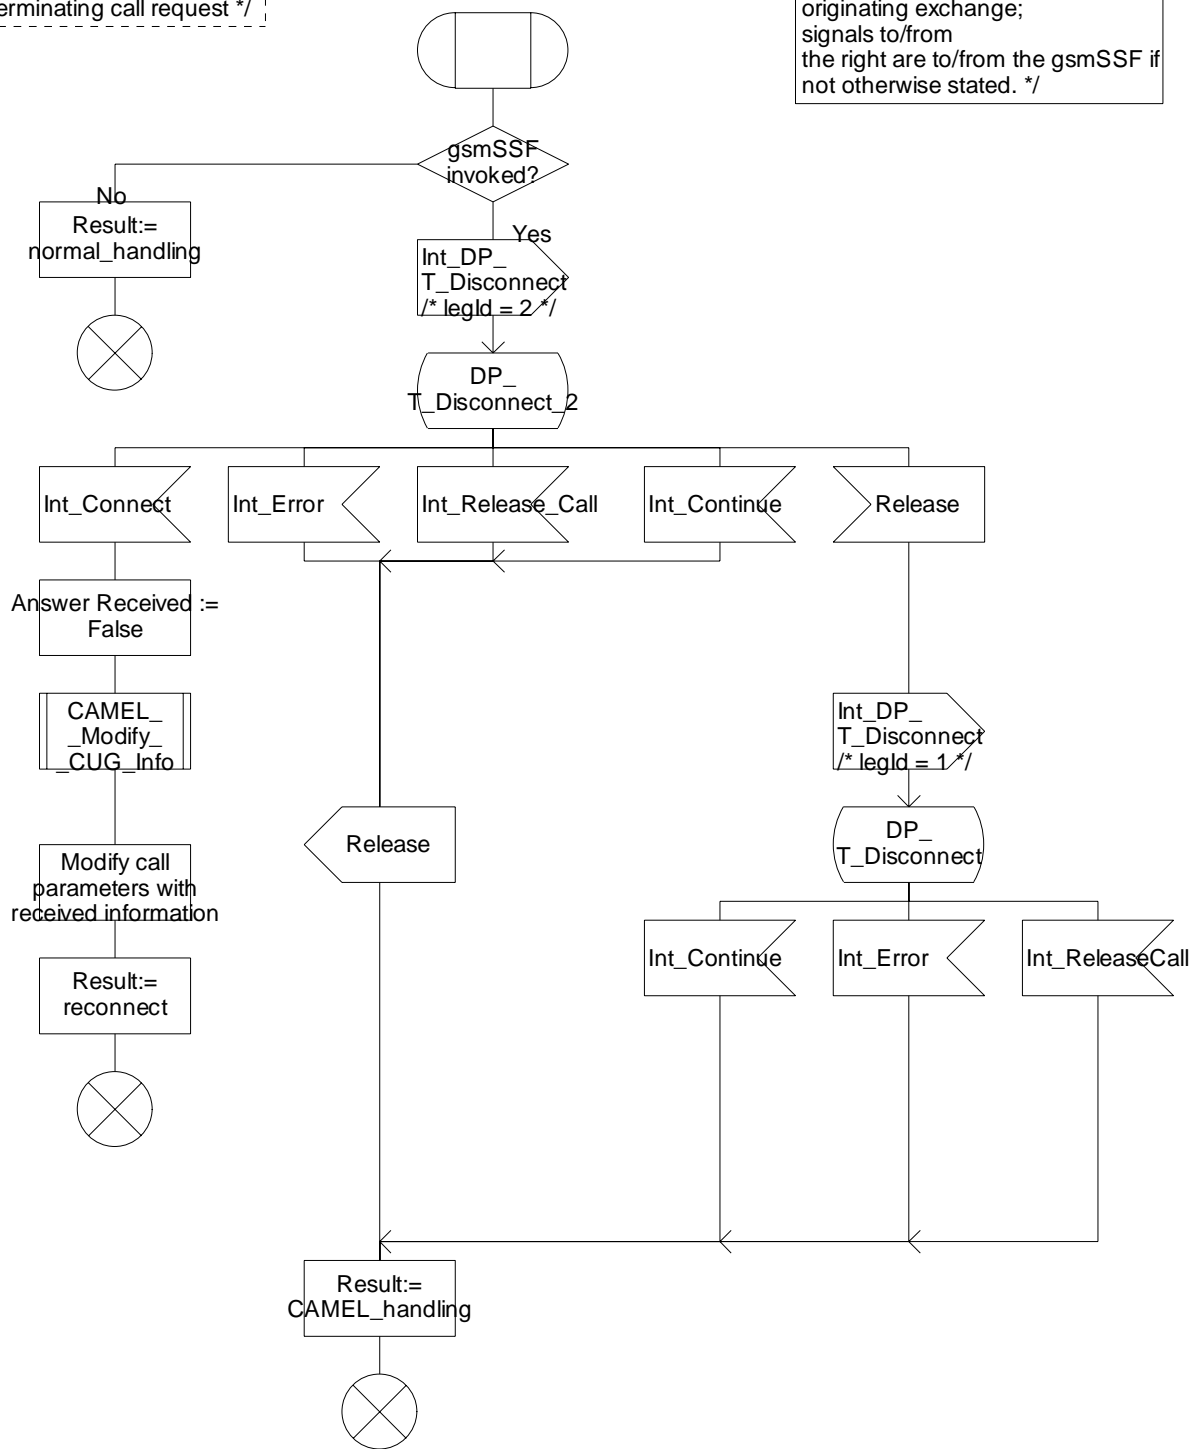 erminating call request */
originating exchange;
signals to/from
the right are to/from the gsmSSF if
not otherwise stated. */
gsmSSF
invoked?
No
Result:=
normal_handling
Yes
Int_DP_
T_Disconnect
/* legId = 2 */
DP_
T_Disconnect_2
Int_Connect
Int_Error
Int_Release_Call
Int_Continue
Release
Answer Received :=
False
CAMEL_
_Modify_
_CUG_Info
Int_DP_
T_Disconnect
/* legId = 1 */
Release
DP_
T_Disconnect
Modify call
parameters with
received information
Int_Continue
Int_Error
Int_ReleaseCall
Result:=
reconnect
Result:=
CAMEL_handling